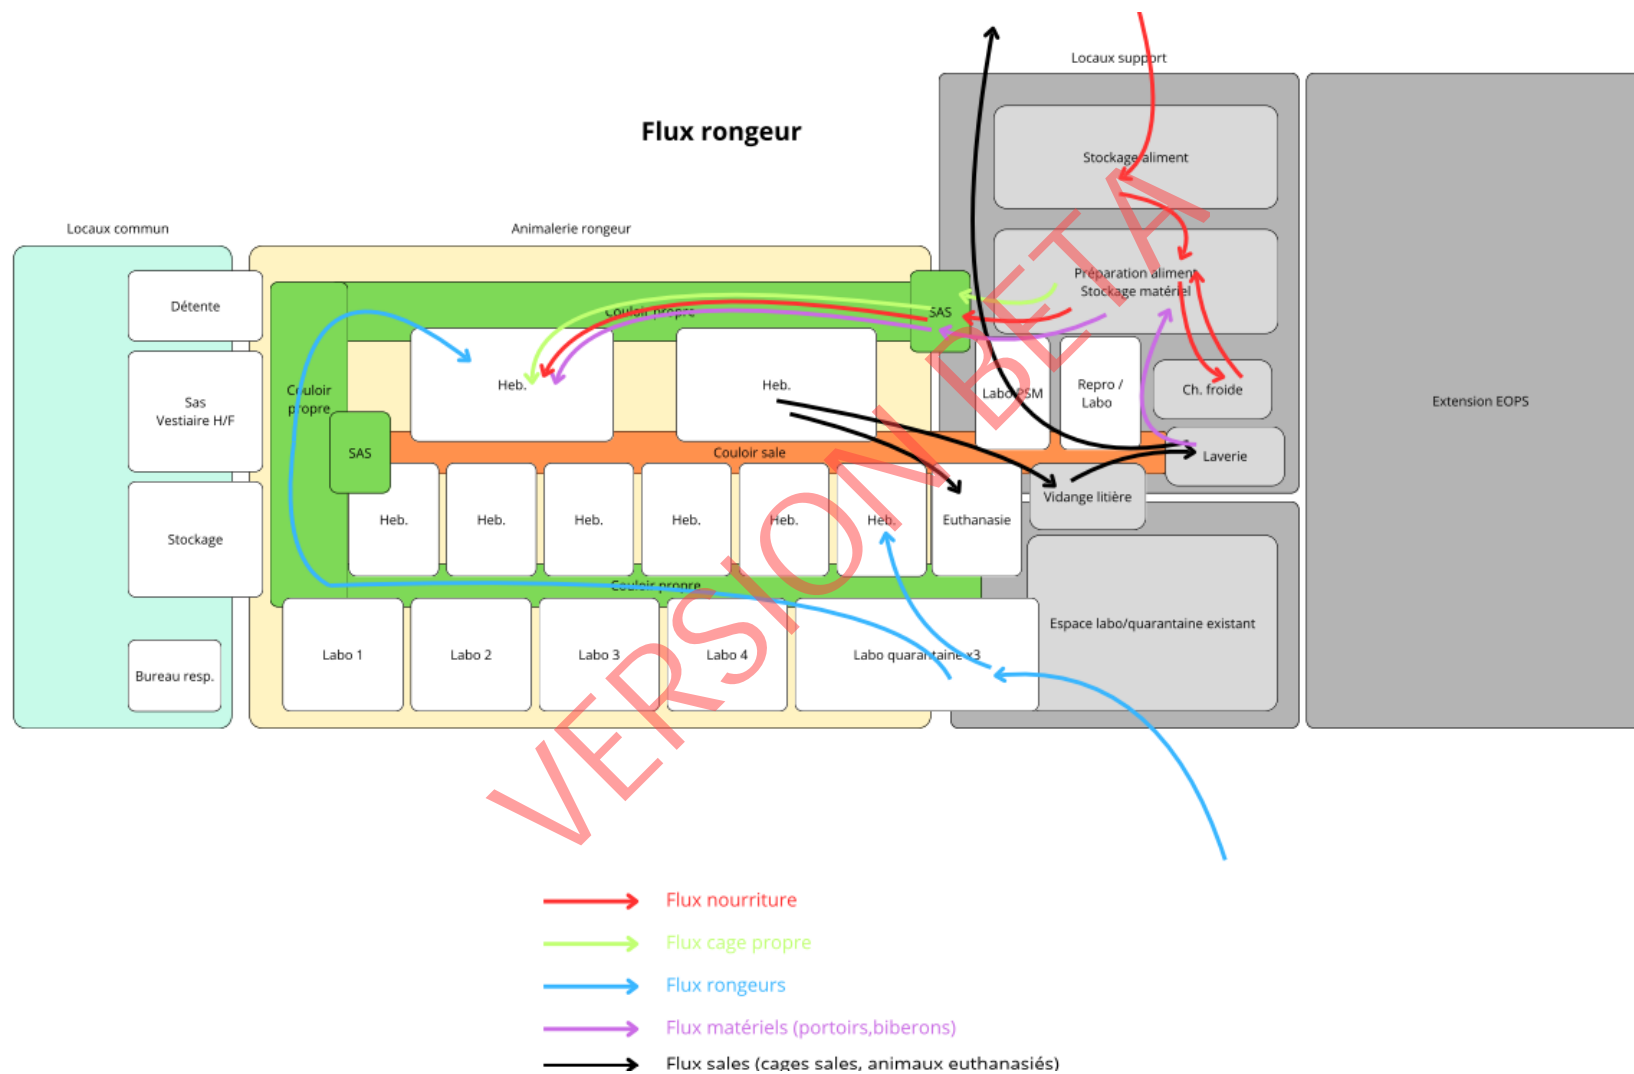 Locaux support
Flux rongeur
Stockage aliment
Locaux commun
Animalerie rongeur
Détente
Préparation aliment
Stockage matériel
SAS
Couloir propre
Couloir
propre
Heb.
Heb.
Labo PSM
Repro /
Labo
Ch. froide
Extension EOPS
Sas
Vestiaire H/F
SAS
Couloir sale
Laverie
Vidange litière
Heb.
Heb.
Heb.
Heb.
Heb.
Heb.
Euthanasie
Stockage
Couloir propre
Espace labo/quarantaine existant
Labo 1
Labo 2
Labo 3
Labo 4
Labo quarantaine x3
Bureau resp.
VERSION BETA
Flux nourriture
Flux cage propre
Flux rongeurs
Flux matériels (portoirs,biberons)
Flux sales (cages sales, animaux euthanasiés)